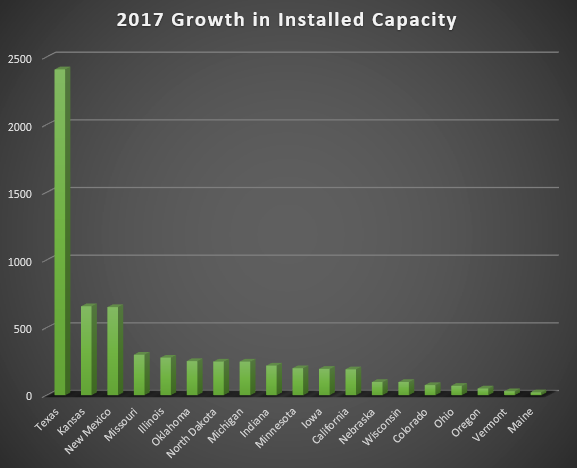 2017 Growth in Installed Capacity
2500
2000
1500
1000
500
0
Texas
Kansas
New Mexico
Missouri
Illinois
Oklahoma
North Dakota
Michigan
Indiana
Minnesota
Iowa
California
Nebraska
Wisconsin
Colorado
Ohio
Oregon
Vermont
Maine